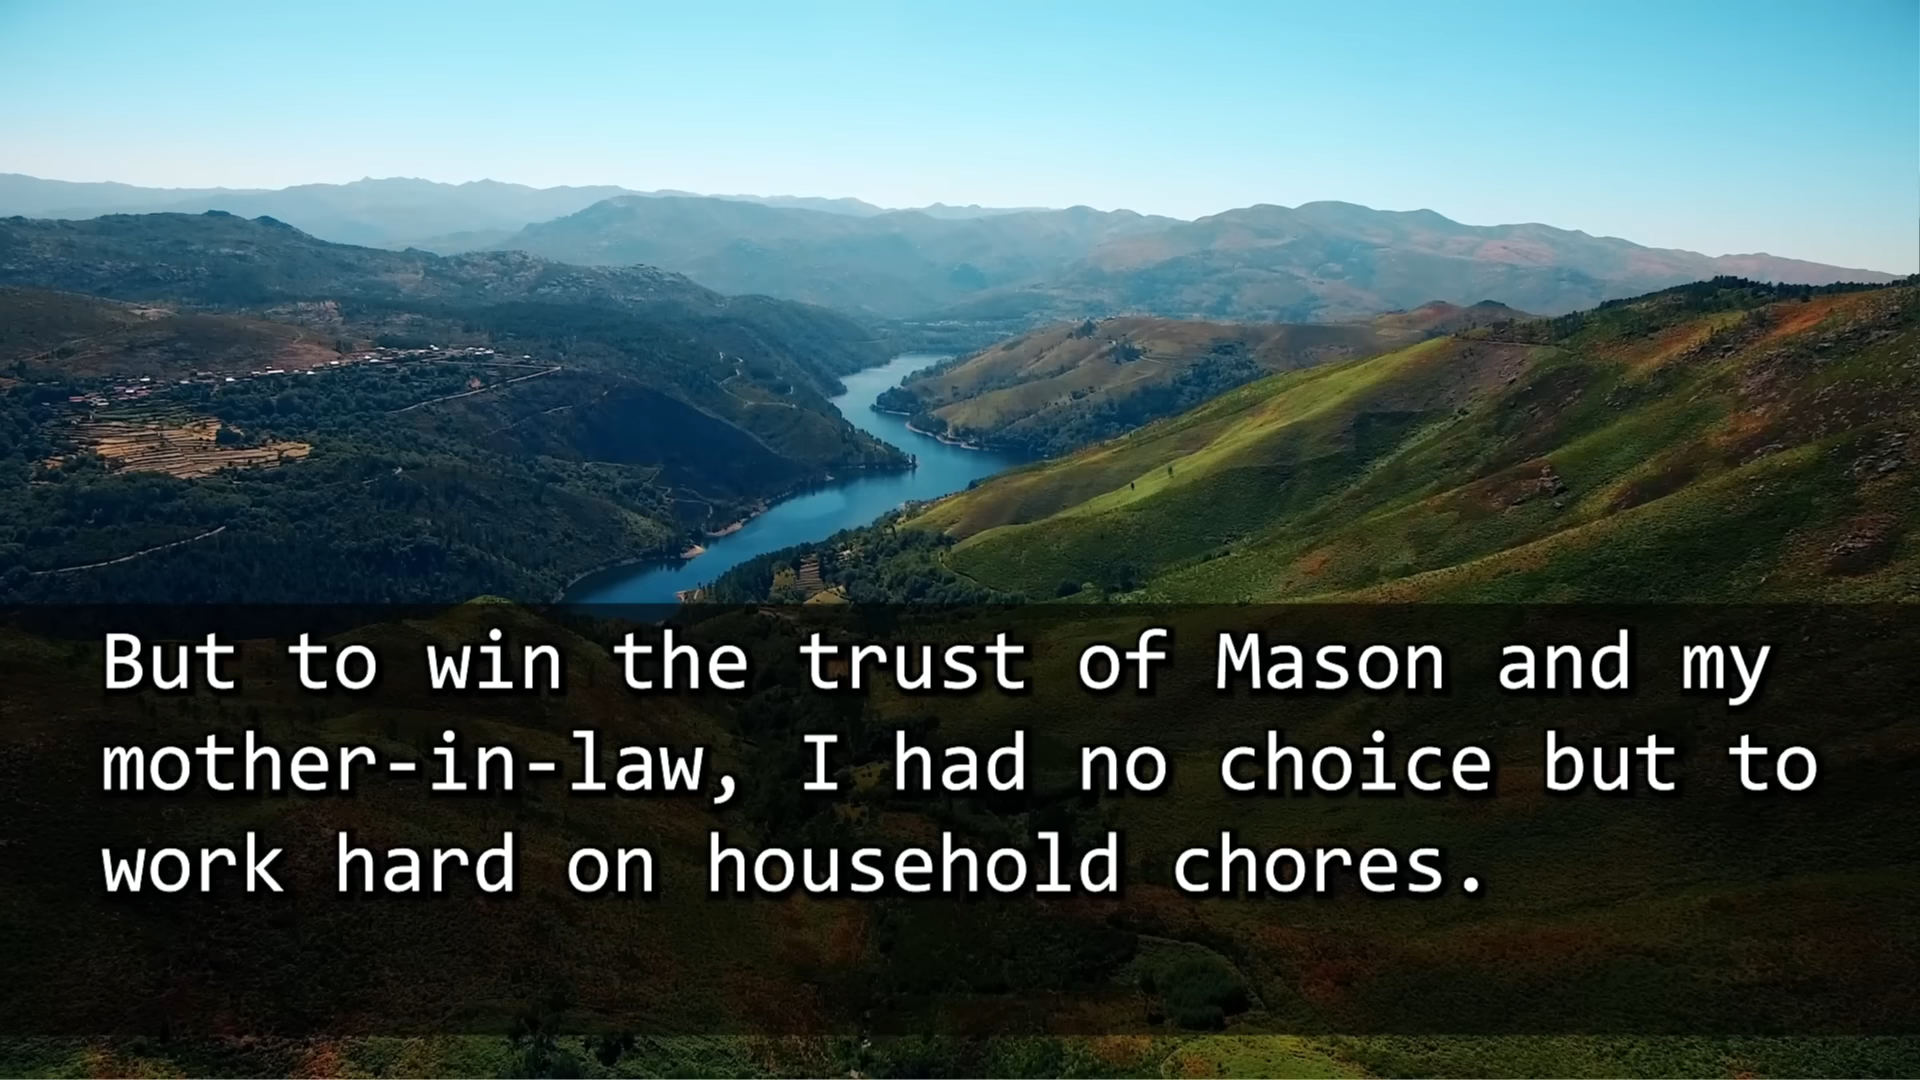 But to win the trust of Mason and my
mother-in-law, I had no choice but to
work hard on household chores.